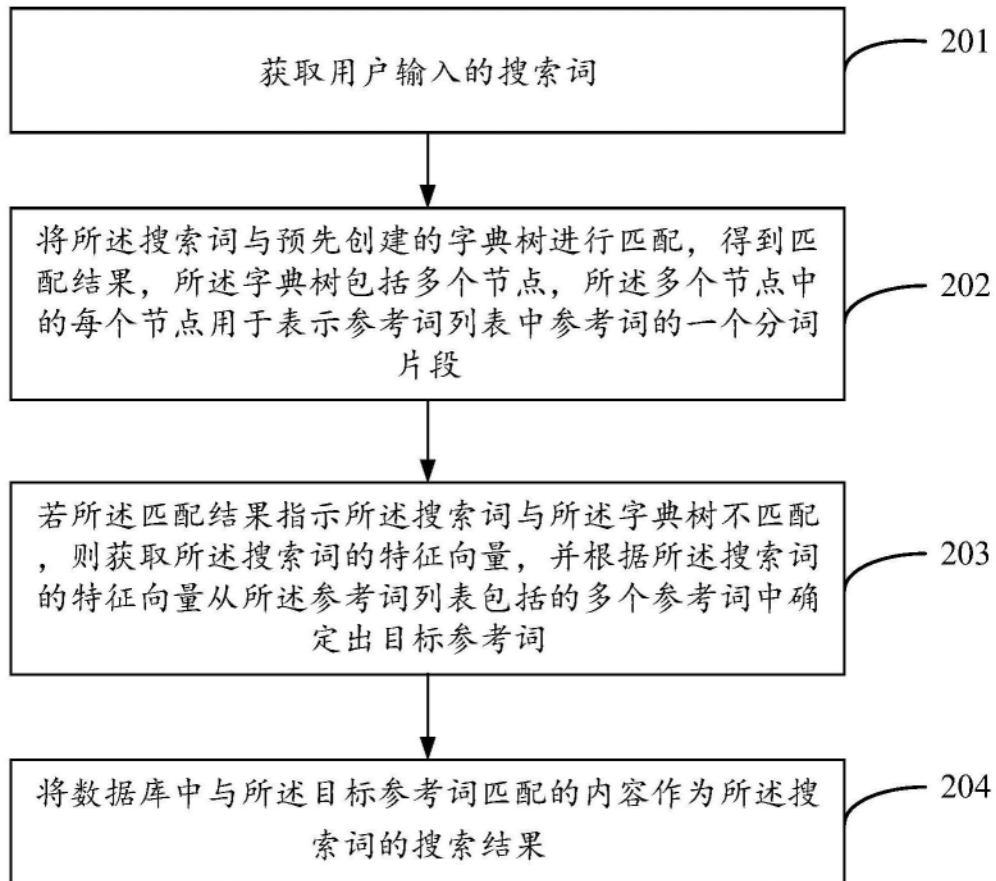 获取用户输入的搜索词
201
将所述搜索词与预先创建的字典树进行匹配，得到匹
配结果，所述字典树包括多个节点，所述多个节点中
的每个节点用于表示参考词列表中参考词的一个分词
片段
202
若所述匹配结果指示所述搜索词与所述字典树不匹配
，则获取所述搜索词的特征向量，并根据所述搜索词
的特征向量从所述参考词列表包括的多个参考词中确
定出目标参考词
203
将数据库中与所述目标参考词匹配的内容作为所述搜
索词的搜索结果
204